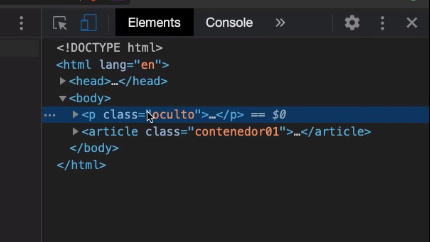 Elements Console »
<!DOCTYPE html>
<html lang="en">
<head>…</head>
<body>
<p class="oculto">…</p> == $0
<article class="contenedor01">…</article>
</body>
</html>